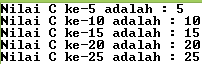 Nilai C ke-5 adalah : 5
Nilai C ke-10 adalah : 10
Nilai C ke-15 adalah : 15
Nilai C ke-20 adalah : 20
Nilai C ke-25 adalah : 25